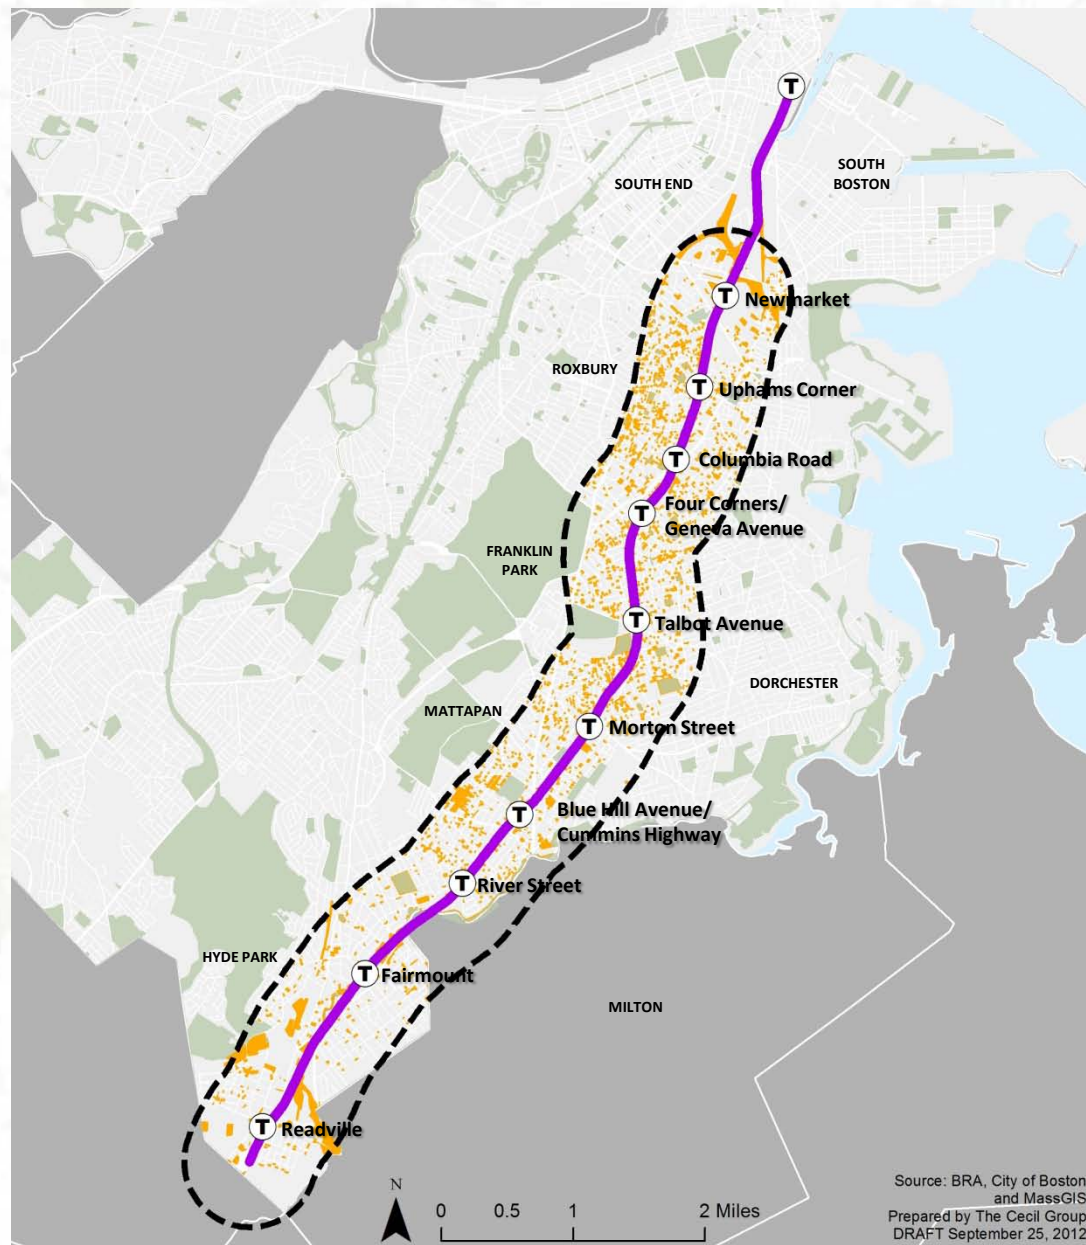 T
SOUTH
BOSTON
SOUTH END
T
Newmarket
ROXBURY
T
Uphams Corner
T
Columbia Road
T
Four Corners/
Geneva Avenue
FRANKLIN
PARK
T
Talbot Avenue
DORCHESTER
MATTAPAN
T
Morton Street
T
Blue Hill Avenue/
Cummins Highway
T
River Street
HYDE PARK
T
Fairmount
MILTON
T
Readville
N
0 0.5 1 2 Miles
Source: BRA, City of Boston
and MassGIS
Prepared by The Cecil Group
DRAFT September 25, 2012